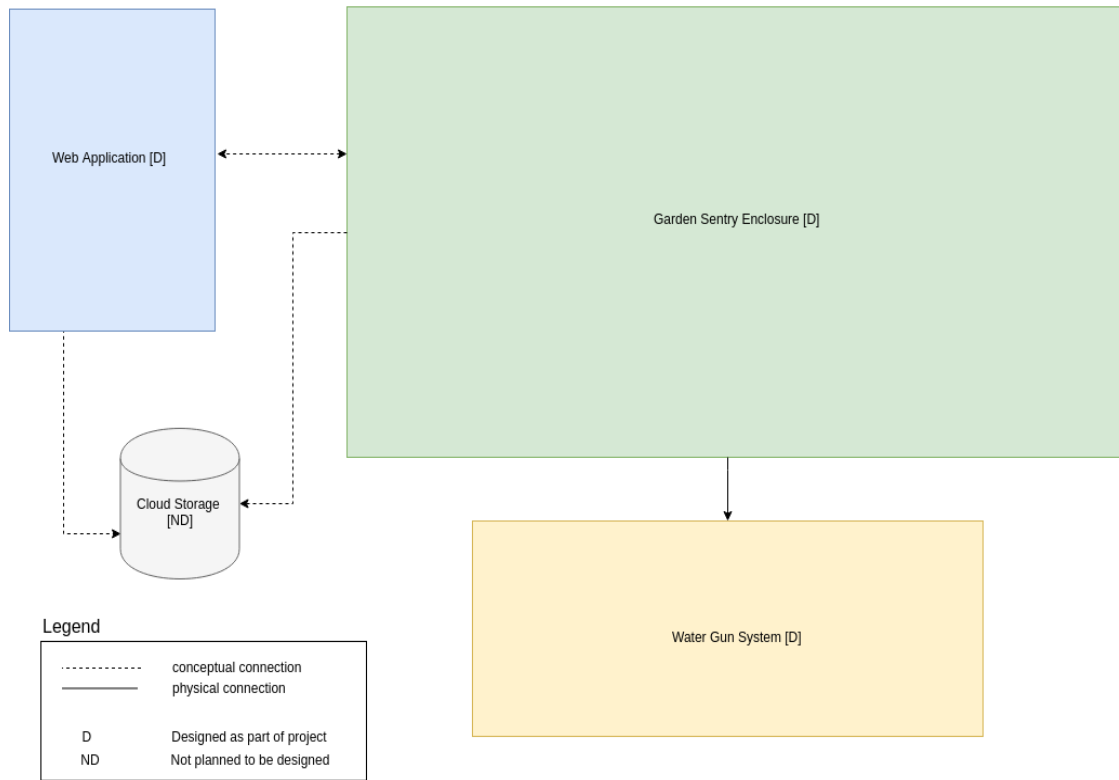 Web Application [D]
Garden Sentry Enclosure [D]
Cloud Storage
[ND]
Water Gun System [D]
Legend
conceptual connection
physical connection
D Designed as part of project
ND Not planned to be designed